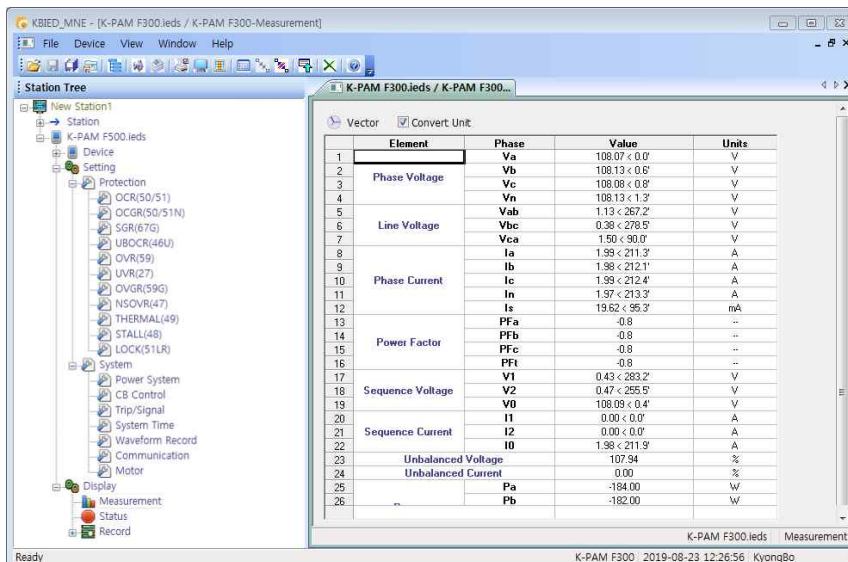 KBIED_MNE - [K-PAM F300.ieds / K-PAM F300-Measurement]
File Device View Window Help
Station Tree
New Station1
Station
K-PAM F500.ieds
Device
Setting
Protection
OCR(50/51)
OCGR(50/51N)
SGR(67G)
UBOCR(46U)
OVR(59)
UVR(27)
OVGR(59G)
NSOVR(47)
THERMAL(49)
STALL(48)
LOCK(51LR)
System
Power System
CB Control
Trip/Signal
System Time
Waveform Record
Communication
Motor
Display
Measurement
Status
Record
K-PAM F300.ieds / K-PAM F300...
Vector Convert Unit
Element Phase Value Units
1 Va 108.07 < 0.0' V
2 Vb 108.13 < 0.6' V
Phase Voltage
3 Vc 108.08 < 0.8' V
4 Vn 108.13 < 1.3' V
5 Vab 1.13 < 267.2' V
6 Line Voltage Vbc 0.38 < 278.5' V
7 Vca 1.50 < 90.0' V
8 Ia 1.99 < 211.3' A
9 Ib 1.98 < 212.1' A
10 Phase Current Ic 1.99 < 212.4' A
11 In 1.97 < 213.3' A
12 Is 19.62 < 95.3' mA
13 PFa -0.8 --
14 PFb -0.8 --
Power Factor
15 PFc -0.8 --
16 PFt -0.8 --
17 V1 0.43 < 283.2' V
18 Sequence Voltage V2 0.47 < 255.5' V
19 V0 108.09 < 0.4' V
20 I1 0.00 < 0.0' A
21 Sequence Current I2 0.00 < 0.0' A
22 I0 1.98 < 211.9' A
23 Unbalanced Voltage 107.94 %
24 Unbalanced Current 0.00 %
25 Pa -184.00 W
26 Pb -182.00 W
K-PAM F300.ieds Measurement
Ready K-PAM F300 2019-08-23 12:26:56 KyongBo